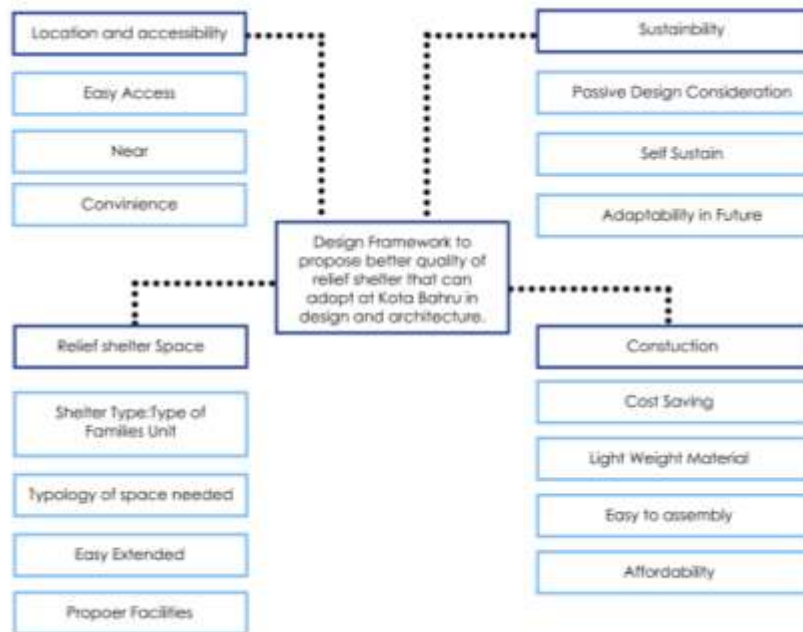 Location and accessibility
Easy Access
Near
Convinience
Sustainbility
Passive Design Consideration
Self Sustain
Adaptability in Future
Design Framework to
propose better quality of
relief shelter that can
adopt at Kota Bahru in
design and architecture.
Relief shelter Space
Shelter Type:Type of
Families Unit
Typology of space needed
Easy Extended
Propoer Facilities
Constuction
Cost Saving
Light Weight Material
Easy to assembly
Affordability